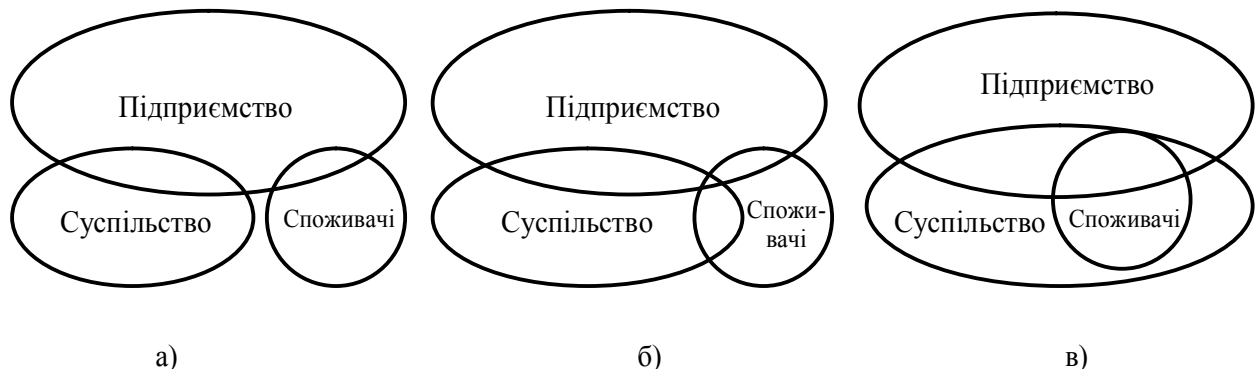 Підприємство
Суспільство
Споживачі
а)
Підприємство
Суспільство
Спожи-
вачі
б)
Підприємство
Суспільство
Споживачі
в)